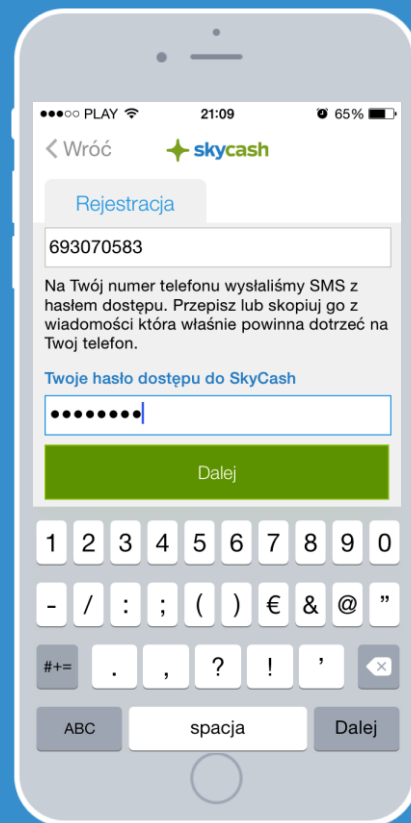 PLAY 21:09 65%
Wróć skycash
Rejestracja
693070583
Na Twój numer telefonu wysłaliśmy SMS z
hasłem dostępu. Przepisz lub skopiuj go z
wiadomości która właśnie powinna dotrzeć na
Twoj telefon.
Twoje hasło dostępu do SkyCash
••••••••
Dalej
1 2 3 4 5 6 7 8 9 0
- / : ; ( ) € & @ ”
#+= . , ? ! ’
ABC spacja Dalej